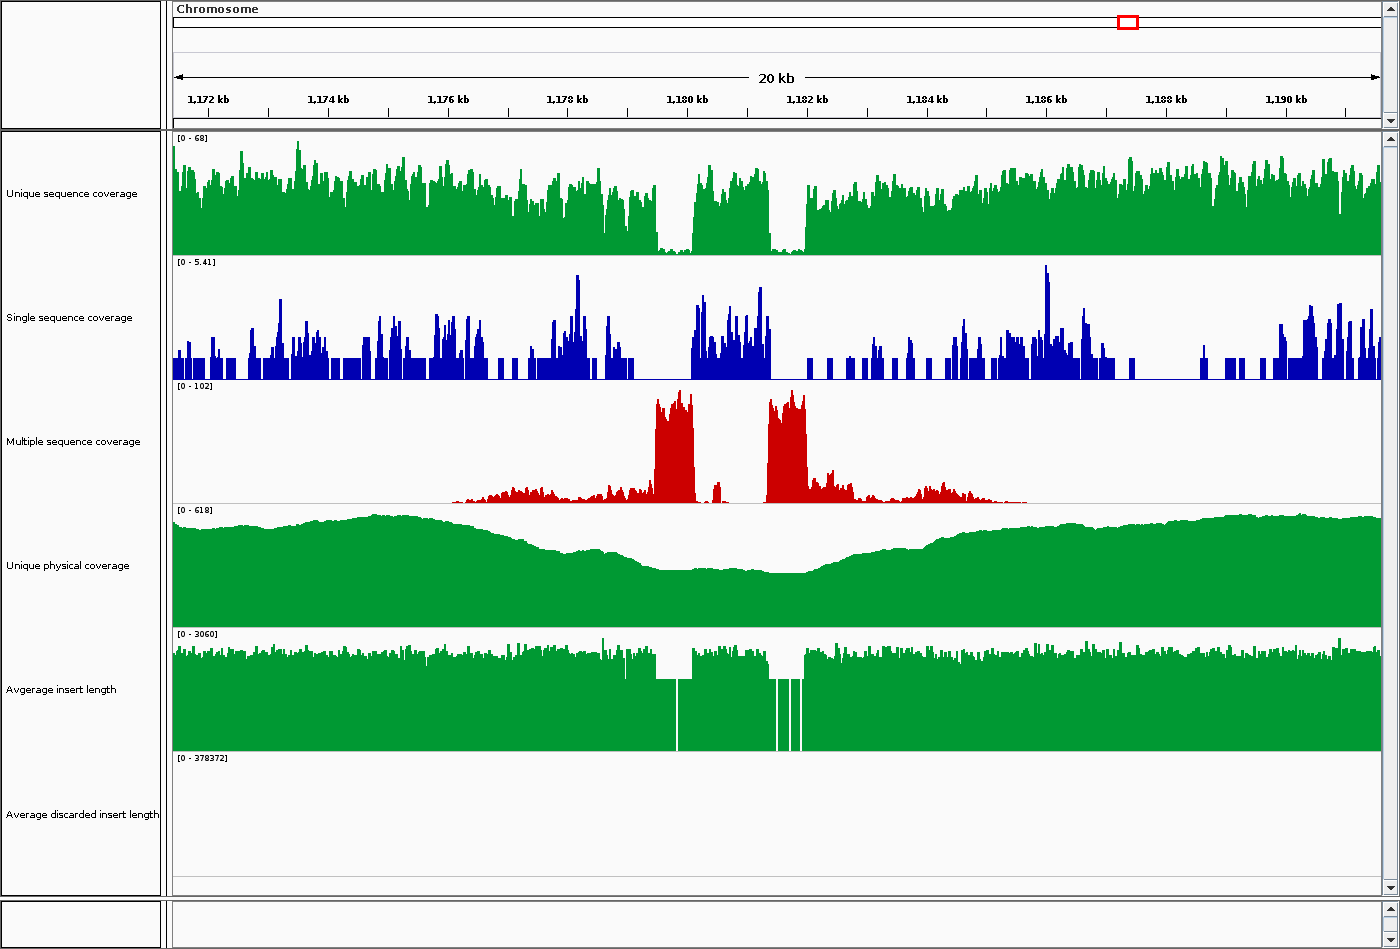 Chromosome
20 kb
1,172 kb 1,174 kb 1,176 kb 1,178 kb 1,180 kb 1,182 kb 1,184 kb 1,186 kb 1,188 kb 1,190 kb
[0 - 68]
Unique sequence coverage
[0 - 5.41]
Single sequence coverage
[0 - 102]
Multiple sequence coverage
[0 - 618]
Unique physical coverage
[0 - 3060]
Avgerage insert length
[0 - 378372]
Average discarded insert length